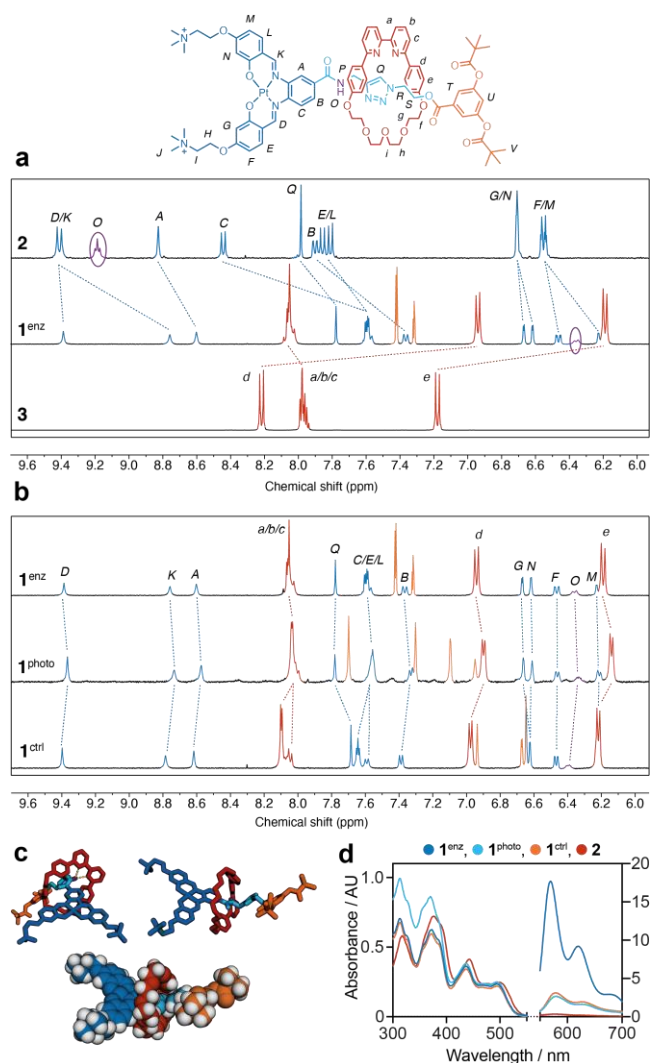 M
L
N
K
A
O
N
N
N
Pt
O
N
O
O
N
H
P
B
C
D
E
F
G
H
I
J
N
O
O
a
b
c
N
N
d
e
Q
N
N=N
R
S
O
O
O
O
O
O
O
f
g
h
i
O
O
O
T
U
O
O
O
V
a
D/K
O
A
C
Q
B
E/L
G/N
F/M
2
1enz
d
a/b/c
e
3
9.6 9.4 9.2 9.0 8.8 8.6 8.4 8.2 8.0 7.8 7.6 7.4 7.2 7.0 6.8 6.6 6.4 6.2 6.0
Chemical shift (ppm)
b
D
K
A
a/b/c
Q
C/E/L
B
d
G
N
F
O
M
e
1enz
1photo
1ctrl
9.6 9.4 9.2 9.0 8.8 8.6 8.4 8.2 8.0 7.8 7.6 7.4 7.2 7.0 6.8 6.6 6.4 6.2 6.0
Chemical shift (ppm)
c
d
1enz, 1photo, 1ctrl, 2
Absorbance / AU
1.0
0.5
0
20
15
10
5
0
300 400 500 600 700
Wavelength / nm